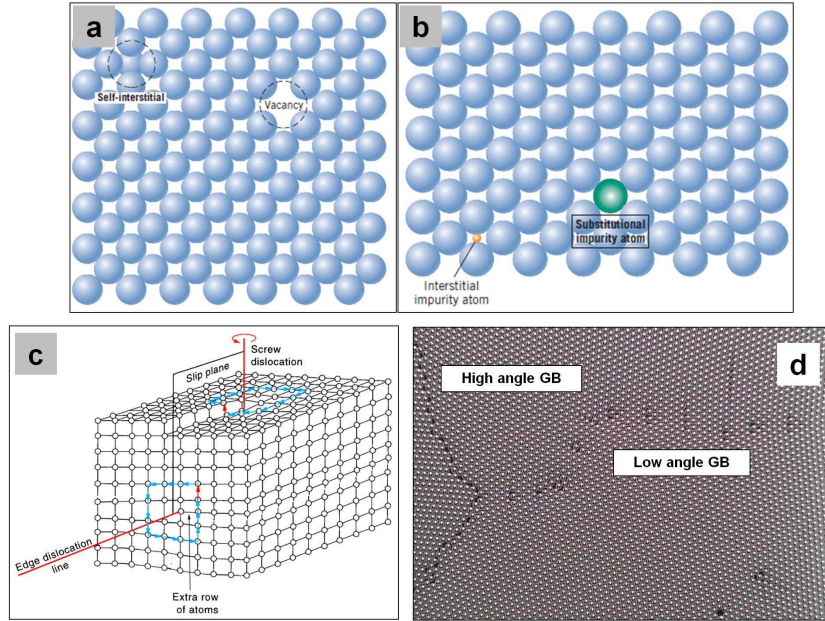 a
Self-interstitial
Vacancy
b
Substitutional
impurity atom
Interstitial
impurity atom
c
Screw
dislocation
Slip plane
Edge dislocation
line
Extra row
of atoms
d
High angle GB
Low angle GB